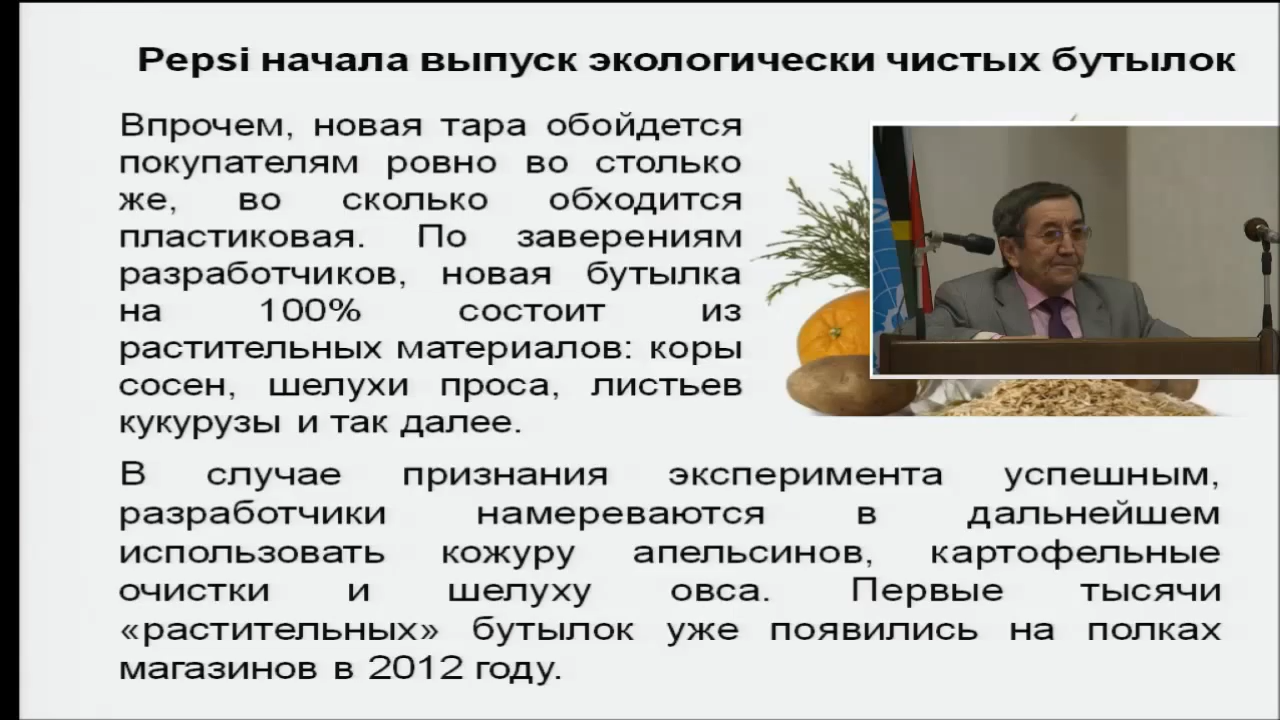 Pepsi начала выпуск экологически чистых бутылок
Впрочем, новая тара обойдется
покупателям ровно во столько
же, во сколько обходится
пластиковая. По заверениям
разработчиков, новая бутылка
на 100% состоит из
растительных материалов: коры
сосен, шелухи проса, листьев
кукурузы и так далее.
В случае признания эксперимента успешным,
разработчики намереваются в дальнейшем
использовать кожуру апельсинов, картофельные
очистки и шелуху овса. Первые тысячи
«растительных» бутылок уже появились на полках
магазинов в 2012 году.